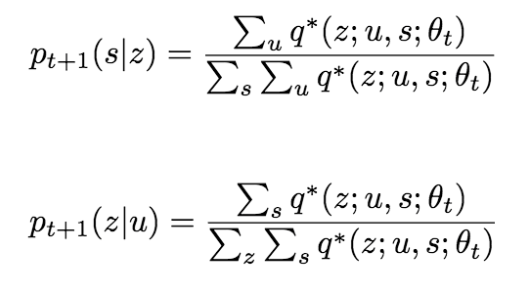 $p_{t+1}(s|z) = \frac{\sum_u q^*(z; u, s; \theta_t)}{\sum_s \sum_u q^*(z; u, s; \theta_t)}$
$p_{t+1}(z|u) = \frac{\sum_s q^*(z; u, s; \theta_t)}{\sum_z \sum_s q^*(z; u, s; \theta_t)}$